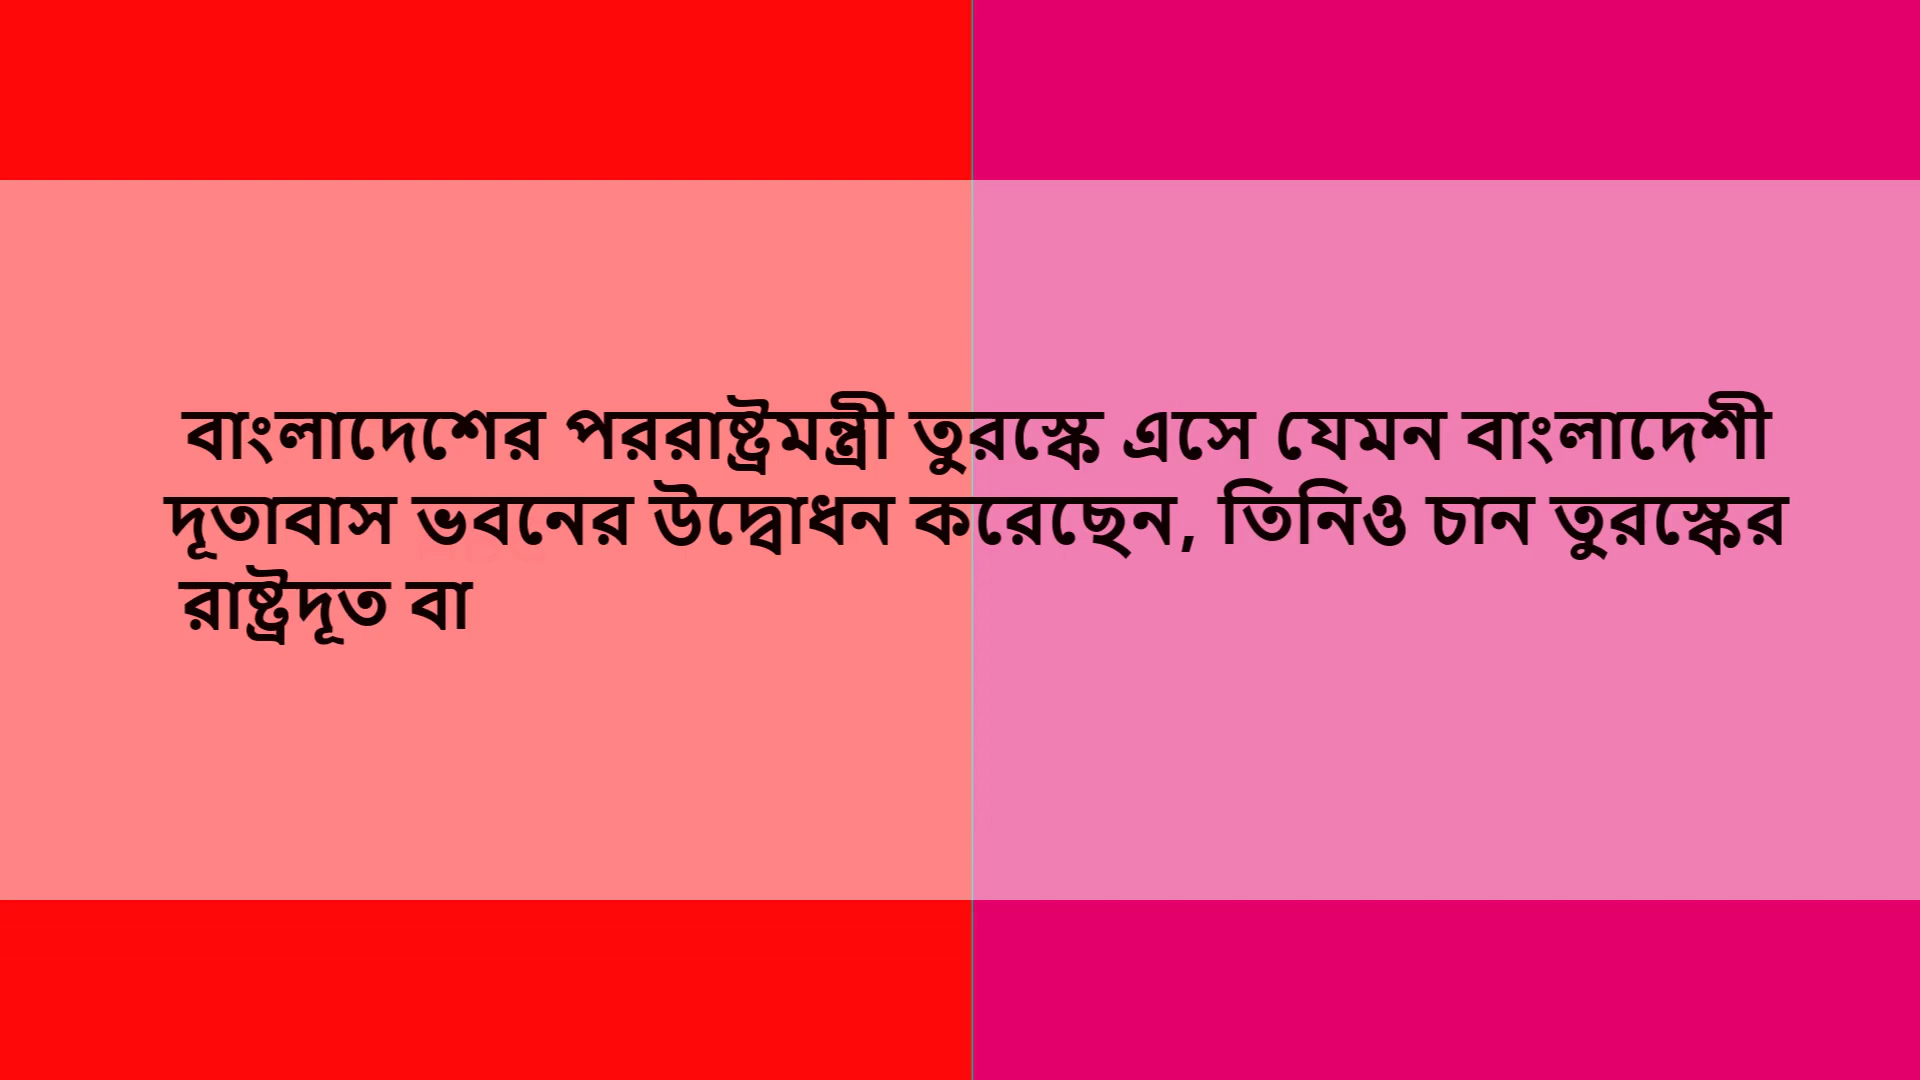 বাংলাদেশের পররাষ্ট্রমন্ত্রী তুরস্কে এসে যেমন বাংলাদেশী
দূতাবাস ভবনের উদ্বোধন করেছেন, তিনিও চান তুরস্কের
রাষ্ট্রদূত বা